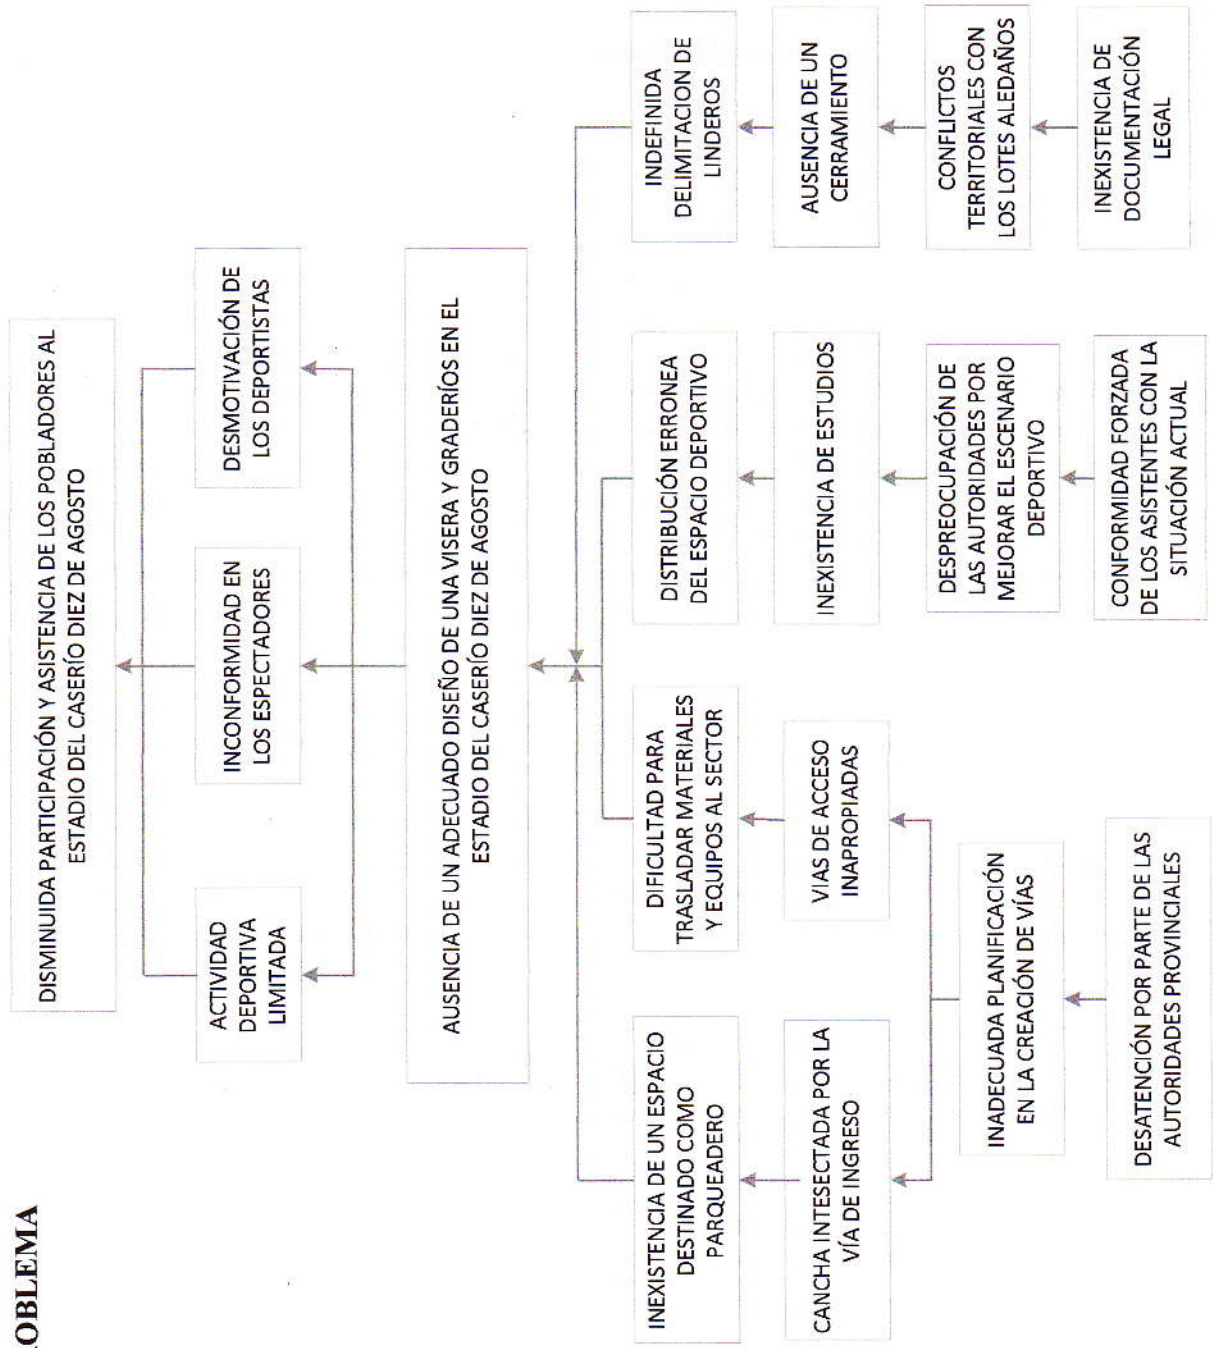 OBLEMA
DISMINUIDA PARTICIPACIÓN Y ASISTENCIA DE LOS POBLADORES AL
ESTADIO DEL CASERÍO DIEZ DE AGOSTO
ACTIVIDAD
DEPORTIVA
LIMITADA
INCONFORMIDAD EN
LOS ESPECTADORES
DESMOTIVACIÓN DE
LOS DEPORTISTAS
AUSENCIA DE UN ADECUADO DISEÑO DE UNA VISERA Y GRADERÍOS EN EL
ESTADIO DEL CASERÍO DIEZ DE AGOSTO
INEXISTENCIA DE UN ESPACIO
DESTINADO COMO
PARQUEADERO
DIFICULTAD PARA
TRASLADAR MATERIALES
Y EQUIPOS AL SECTOR
DISTRIBUCIÓN ERRONEA
DEL ESPACIO DEPORTIVO
INDEFINIDA
DELIMITACION DE
LINDEROS
CANCHA INTESECTADA POR LA
VÍA DE INGRESO
VIAS DE ACCESO
INAPROPIADAS
INEXISTENCIA DE ESTUDIOS
AUSENCIA DE UN
CERRAMIENTO
INADECUADA PLANIFICACIÓN
EN LA CREACIÓN DE VÍAS
DESPREOCUPACIÓN DE
LAS AUTORIDADES POR
MEJORAR EL ESCENARIO
DEPORTIVO
CONFLICTOS
TERRITORIALES CON
LOS LOTES ALEDAÑOS
DESATENCIÓN POR PARTE DE LAS
AUTORIDADES PROVINCIALES
CONFORMIDAD FORZADA
DE LOS ASISTENTES CON LA
SITUACIÓN ACTUAL
INEXISTENCIA DE
DOCUMENTACIÓN
LEGAL